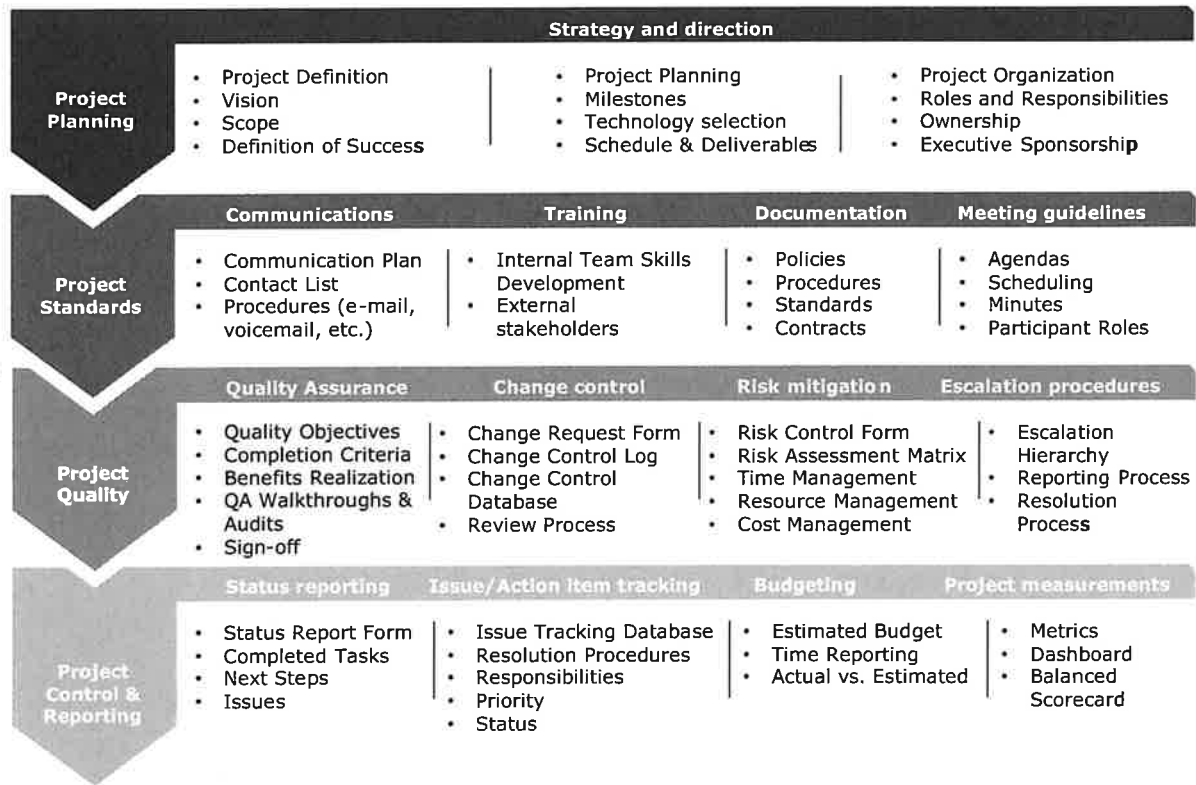 Strategy and direction
Project
Planning
• Project Definition
• Vision
• Scope
• Definition of Success
• Project Planning
• Milestones
• Technology selection
• Schedule & Deliverables
• Project Organization
• Roles and Responsibilities
• Ownership
• Executive Sponsorship
Project
Standards
Communications
• Communication Plan
• Contact List
• Procedures (e-mail,
voicemail, etc.)
Training
• Internal Team Skills
Development
• External
stakeholders
Documentation
• Policies
• Procedures
• Standards
• Contracts
Meeting guidelines
• Agendas
• Scheduling
• Minutes
• Participant Roles
Project
Quality
Quality Assurance
• Quality Objectives
• Completion Criteria
• Benefits Realization
• QA Walkthroughs &
Audits
• Sign-off
Change control
• Change Request Form
• Change Control Log
• Change Control
Database
• Review Process
Risk mitigation
• Risk Control Form
• Risk Assessment Matrix
• Time Management
• Resource Management
• Cost Management
Escalation procedures
• Escalation
Hierarchy
• Reporting Process
• Resolution
Process
Project
Control &
Reporting
Status reporting
• Status Report Form
• Completed Tasks
• Next Steps
• Issues
Issue/Action item tracking
• Issue Tracking Database
• Resolution Procedures
• Responsibilities
• Priority
• Status
Budgeting
• Estimated Budget
• Time Reporting
• Actual vs. Estimated
Project measurements
• Metrics
• Dashboard
• Balanced
Scorecard